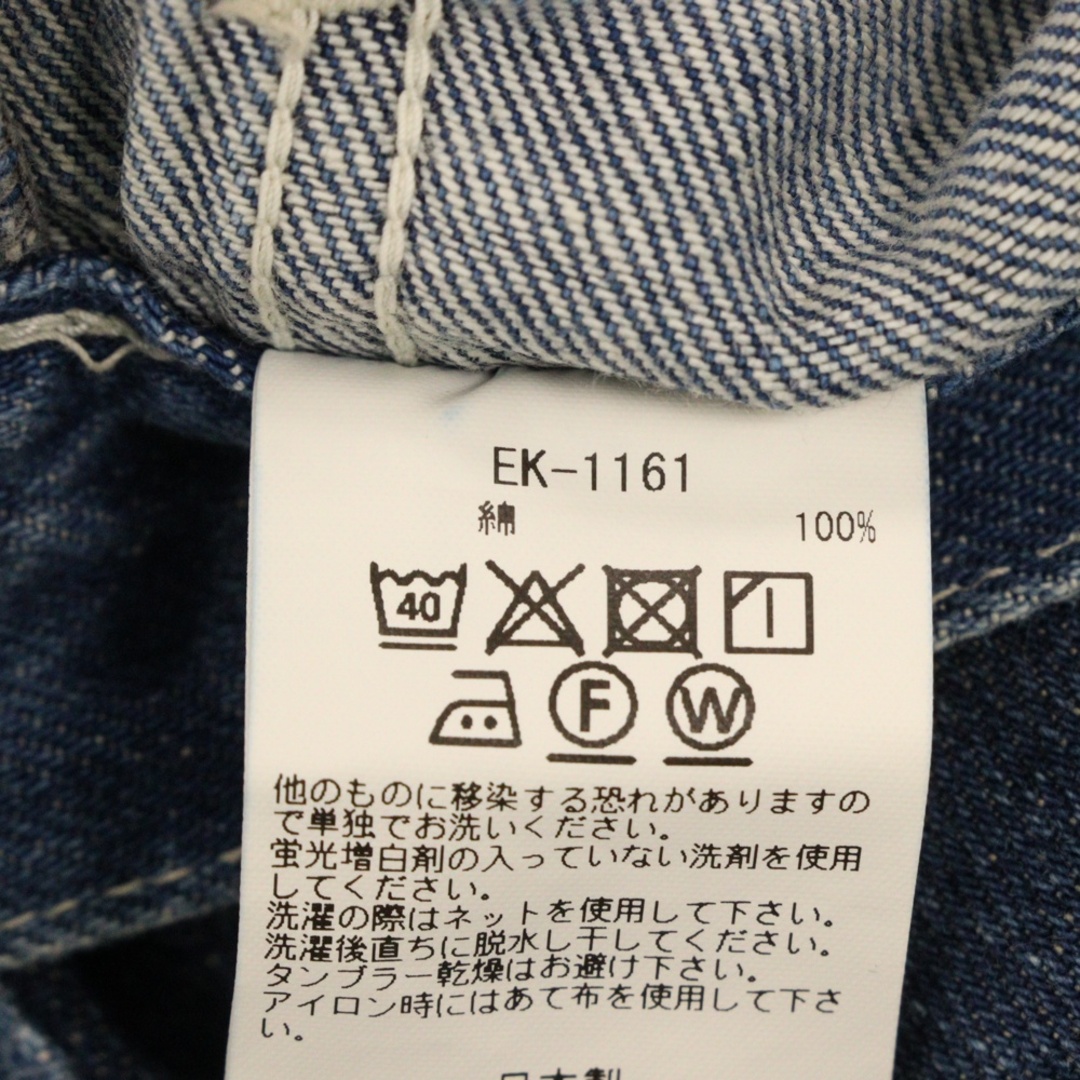 EK-1161
綿 100%
40
F W
他のものに移染する恐れがありますの
で単独でお洗いください。
蛍光増白剤の入っていない洗剤を使用
してください。
洗濯の際はネットを使用して下さい。
洗濯後直ちに脱水し干してください。
タンブラー乾燥はお避け下さい。
アイロン時にはあて布を使用して下さ
い。
日本製